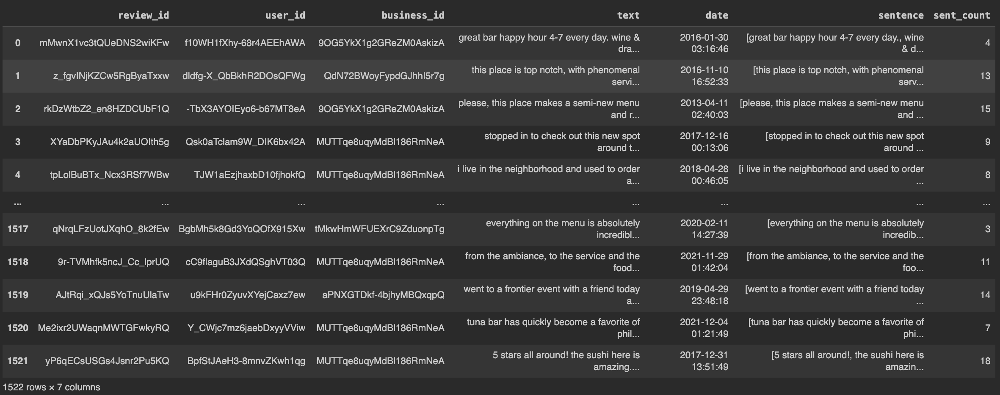 review_id user_id business_id text date sentence sent_count
0 mMwnX1vc3tQUeDNS2wiKFw f10WH1fXhy-68r4AEEhAWA 9OG5YkX1g2GReZM0AskizA great bar happy hour 4-7 every day. wine & dra... 2016-01-30 03:16:46 [great bar happy hour 4-7 every day., wine & d... 4
1 z_fgvINjKZCw5RgByaTxxw dldfg-X_QbBkhR2DOsQFWg QdN72BWoyFypdGJhhI5r7g this place is top notch, with phenomenal servi... 2016-11-10 16:52:33 [this place is top notch, with phenomenal serv... 13
2 rkDzWtbZ2_en8HZDCUbF1Q -TbX3AYOIEyo6-b67MT8eA 9OG5YkX1g2GReZM0AskizA please, this place makes a semi-new menu and r... 2013-04-11 02:40:03 [please, this place makes a semi-new menu and ... 15
3 XYaDbPKyJAu4k2aUOIth5g Qsk0aTclam9W_DIK6bx42A MUTTqe8uqyMdBl186RmNeA stopped in to check out this new spot around t... 2017-12-16 00:13:06 [stopped in to check out this new spot around ... 9
4 tpLolBuBTx_Ncx3RSf7WBw TJW1aEzjhaxbD10fjhokfQ MUTTqe8uqyMdBl186RmNeA i live in the neighborhood and used to order a... 2018-04-28 00:46:05 [i live in the neighborhood and used to order ... 8
... ... ... ... ... ... ... ...
1517 qNrqLFzUotJXqhO_8k2fEw BgbMh5k8Gd3YoQOfX915Xw tMkwHmWFUEXrC9ZduonpTg everything on the menu is absolutely incredibl... 2020-02-11 14:27:39 [everything on the menu is absolutely incredib... 3
1518 9r-TVMhfk5ncJ_Cc_lprUQ cC9flaguB3JXdQSghVT03Q MUTTqe8uqyMdBl186RmNeA from the ambiance, to the service and the food... 2021-11-29 01:42:04 [from the ambiance, to the service and the foo... 11
1519 AJtRqi_xQJs5YoTnuUlaTw u9kFHr0ZyuvXYejCaxz7ew aPNXGTDkf-4bjhyMBQxqpQ went to a frontier event with a friend today a... 2019-04-29 23:48:18 [went to a frontier event with a friend today ... 14
1520 Me2ixr2UWaqnMWTGFwkyRQ Y_CWjc7mz6jaebDxyyVViw MUTTqe8uqyMdBl186RmNeA tuna bar has quickly become a favorite of phil... 2021-12-04 01:21:49 [tuna bar has quickly become a favorite of phi... 7
1521 yP6qECsUSGs4Jsnr2Pu5KQ BpfStJAeH3-8mnvZKwh1qg MUTTqe8uqyMdBl186RmNeA 5 stars all around! the sushi here is amazing.... 2017-12-31 13:51:49 [5 stars all around!, the sushi here is amazin... 18
1522 rows × 7 columns